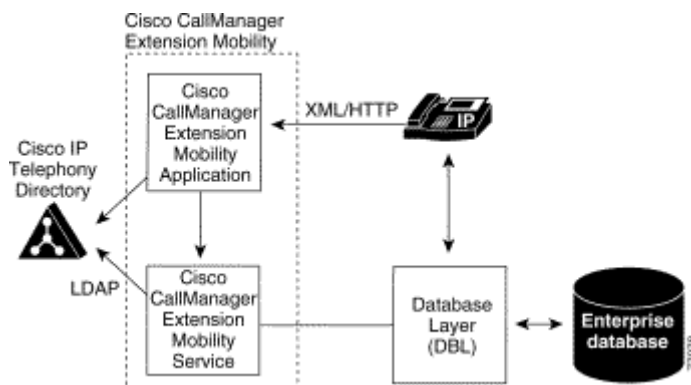 Cisco CallManager
Extension Mobility
Cisco
CallManager
Extension
Mobility
Application
XML/HTTP
IP
Cisco IP
Telephony
Directory
LDAP
Cisco
CallManager
Extension
Mobility
Service
Database
Layer
(DBL)
Enterprise
database